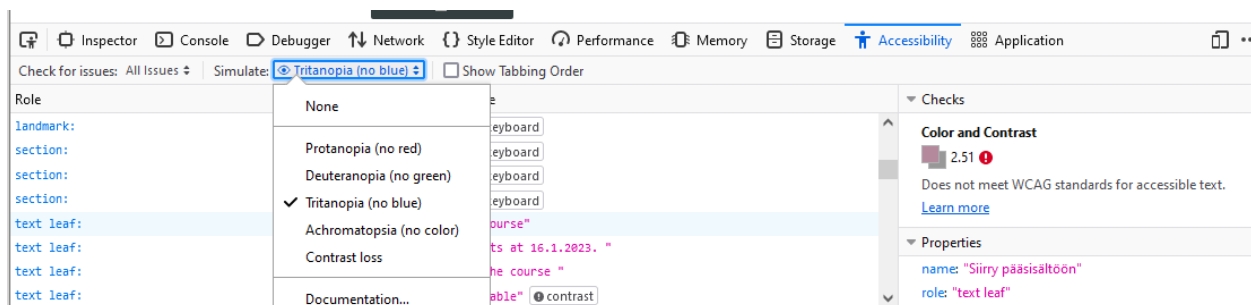 Inspector Console Debugger Network Style Editor Performance Memory Storage Accessibility Application
Check for issues: All Issues Simulate: Tritanopia (no blue) Show Tabbing Order
Role
landmark:
section:
section:
section:
text leaf:
text leaf:
text leaf:
text leaf:
None
Protanopia (no red)
Deuteranopia (no green)
Tritanopia (no blue)
Achromatopsia (no color)
Contrast loss
Documentation...
eyboard
eyboard
eyboard
eyboard
ourse"
ts at 16.1.2023. "
he course "
able" contrast
Checks
Color and Contrast
2.51
Does not meet WCAG standards for accessible text.
Learn more
Properties
name: "Siirry pääsisältöön"
role: "text leaf"